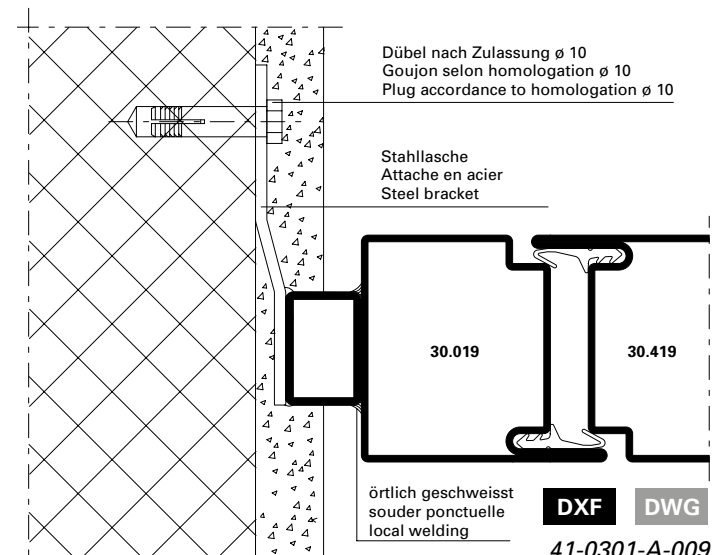 Dübel nach Zulassung ø 10
Goujon selon homologation ø 10
Plug accordance to homologation ø 10
Stahllasche
Attache en acier
Steel bracket
30.019
30.419
örtlich geschweisst
souder ponctuelle
local welding
DXF
DWG
41-0301-A-009